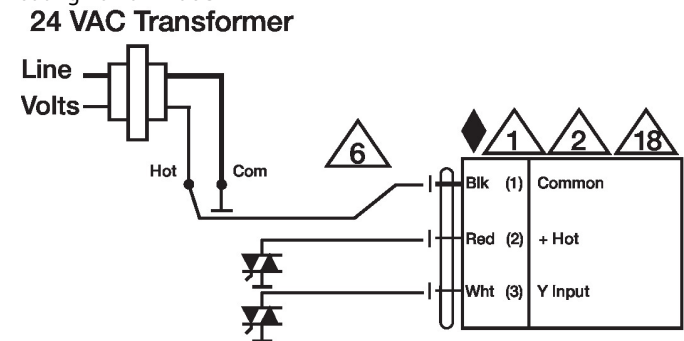 24 VAC Transformer
Line
Volts
Hot
Com
6
1
2
18
Blk (1) Common
Red (2) + Hot
Wht (3) Y Input